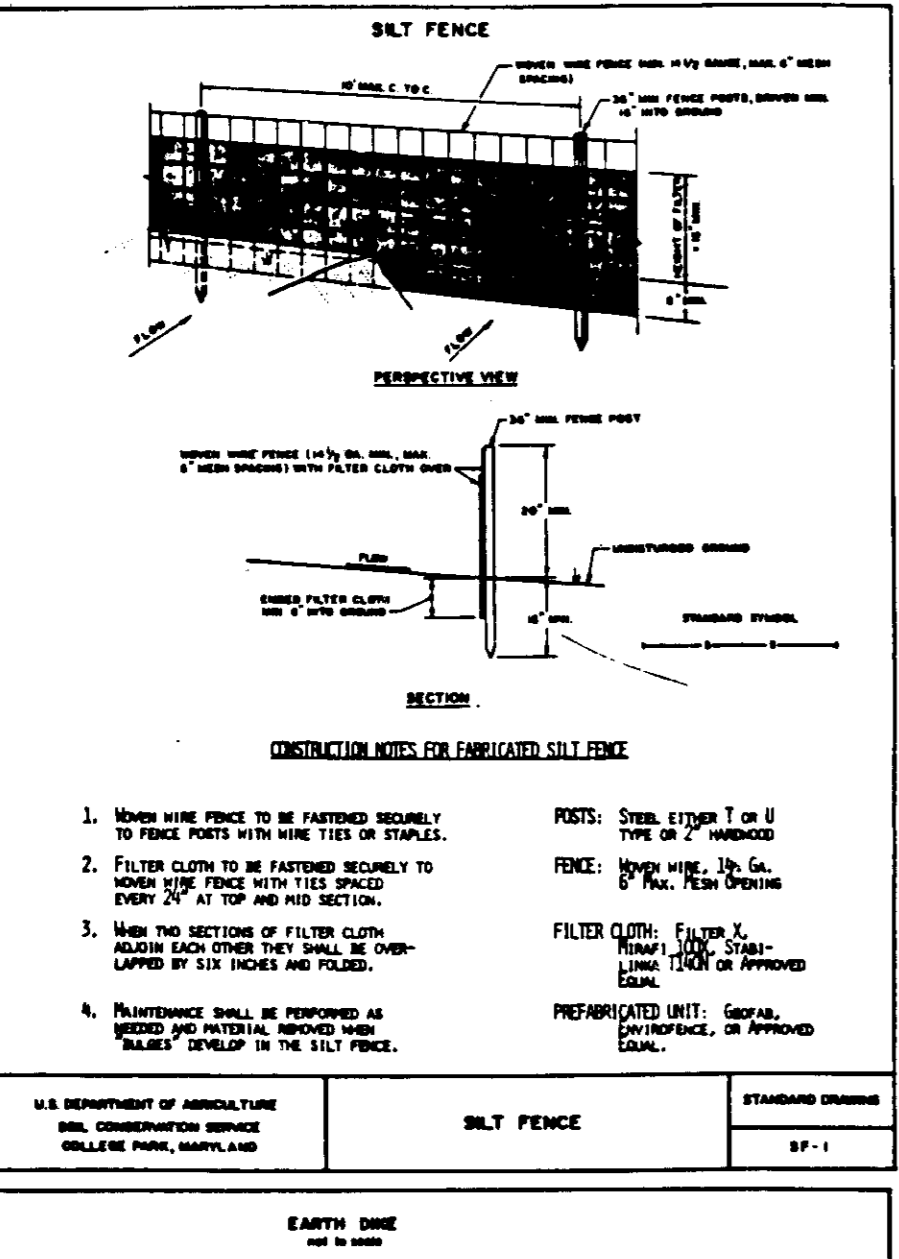 SILT FENCE
WOVEN WIRE FENCE (MIN. 14 1/2 GAUGE, MAX. 6" MESH
SPACING)
10' MAX. C. TO C.
36" MIN. FENCE POSTS, DRIVEN MIN.
16" INTO GROUND
HEIGHT OF FILTER
= 16" MIN.
8" MIN.
FLOW
FLOW
PERSPECTIVE VIEW
36" MIN. FENCE POST
WOVEN WIRE FENCE (14 1/2 GA. MIN., MAX.
6" MESH SPACING) WITH FILTER CLOTH OVER
20" MIN.
UNDISTURBED GROUND
FLOW
EMBED FILTER CLOTH
MIN. 6" INTO GROUND
16" MIN.
STANDARD SYMBOL
SECTION
CONSTRUCTION NOTES FOR FABRICATED SILT FENCE
1. WOVEN WIRE FENCE TO BE FASTENED SECURELY
TO FENCE POSTS WITH WIRE TIES OR STAPLES.
2. FILTER CLOTH TO BE FASTENED SECURELY TO
WOVEN WIRE FENCE WITH TIES SPACED
EVERY 24" AT TOP AND MID SECTION.
3. WHEN TWO SECTIONS OF FILTER CLOTH
ADJOIN EACH OTHER THEY SHALL BE OVER-
LAPPED BY SIX INCHES AND FOLDED.
4. MAINTENANCE SHALL BE PERFORMED AS
NEEDED AND MATERIAL REMOVED WHEN
"BULGES" DEVELOP IN THE SILT FENCE.
POSTS: STEEL EITHER T OR U
TYPE OR 2" HARDWOOD
FENCE: WOVEN WIRE, 14½ GA.
6" MAX. MESH OPENING
FILTER CLOTH: FILTER X,
MIRAFI 100X, STABI-
LINKA T140N OR APPROVED
EQUAL
PREFABRICATED UNIT: GEOFAB,
ENVIROFENCE, OR APPROVED
EQUAL.
U.S. DEPARTMENT OF AGRICULTURE
SOIL CONSERVATION SERVICE
COLLEGE PARK, MARYLAND
SILT FENCE
STANDARD DRAWING
SF-1
EARTH DIKE
not to scale